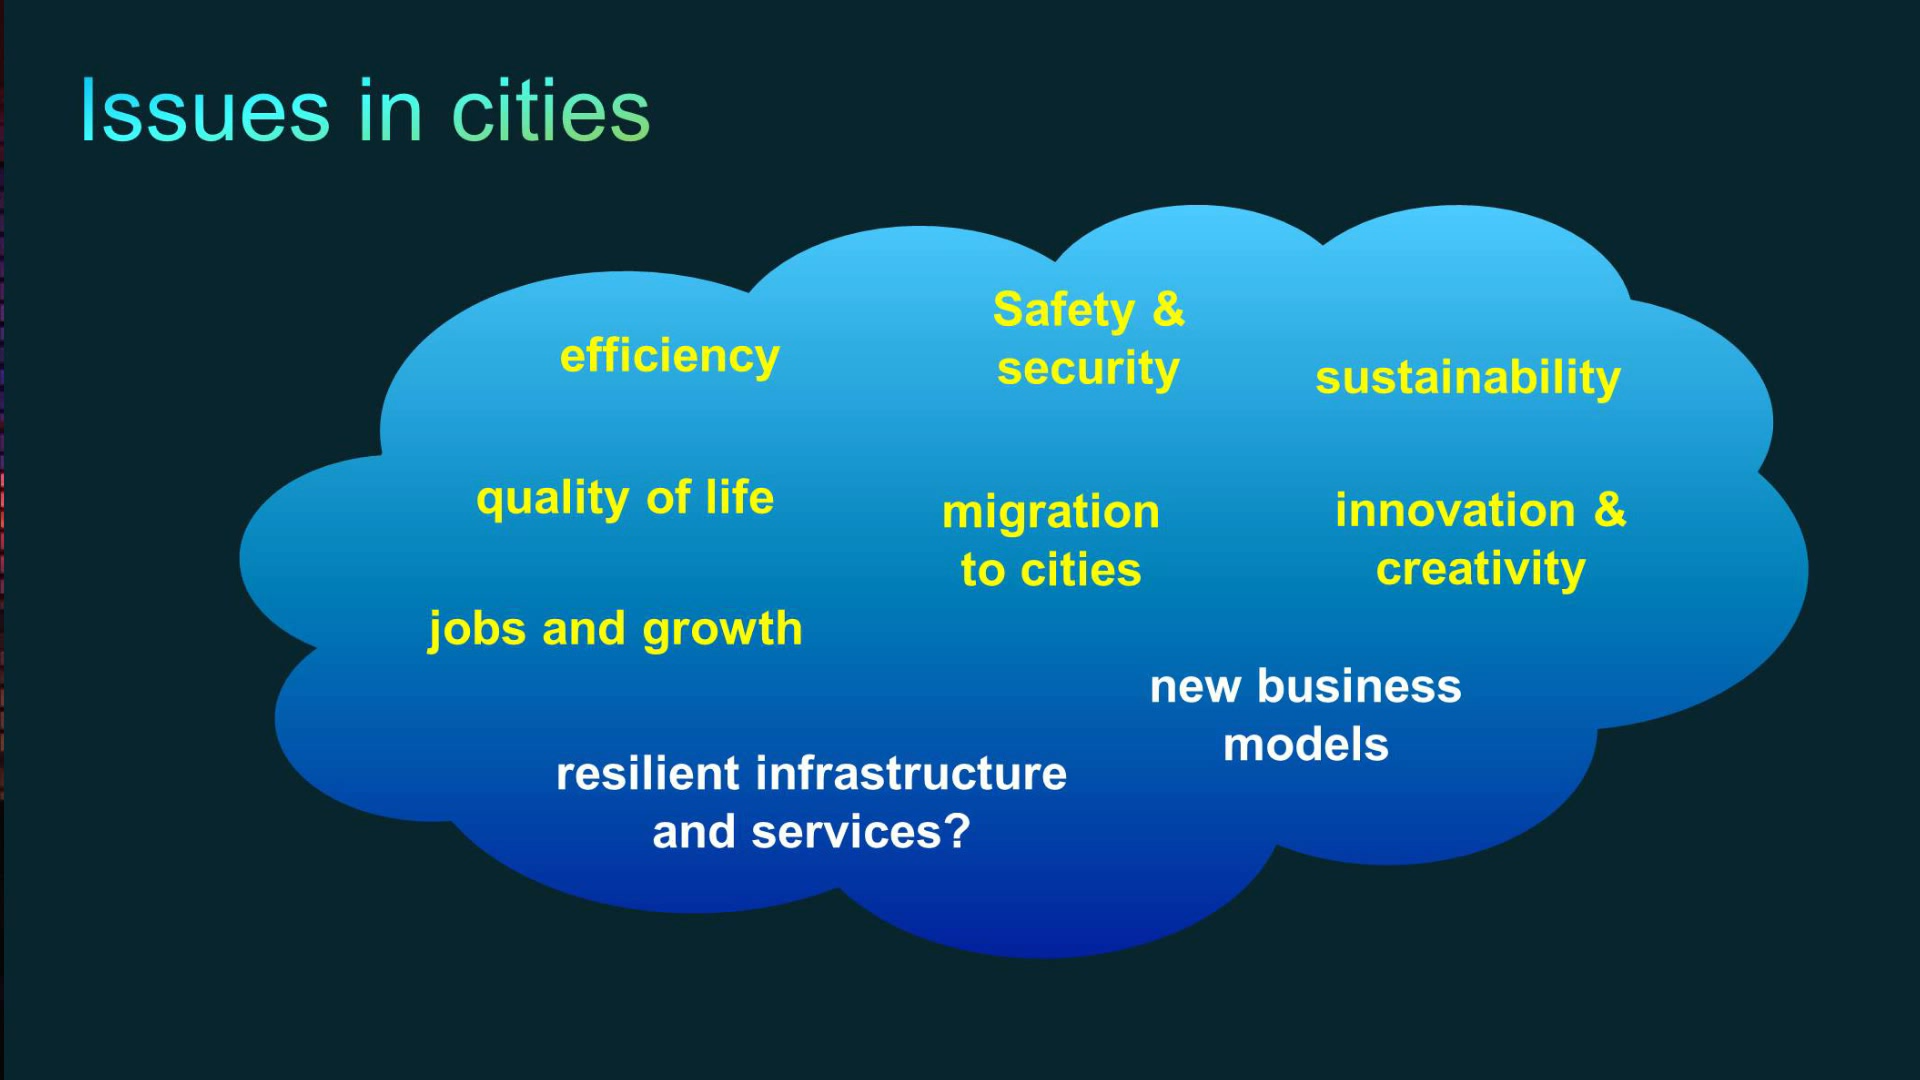 Issues in cities
efficiency
Safety &
security
sustainability
quality of life
migration
to cities
innovation &
creativity
jobs and growth
new business
models
resilient infrastructure
and services?